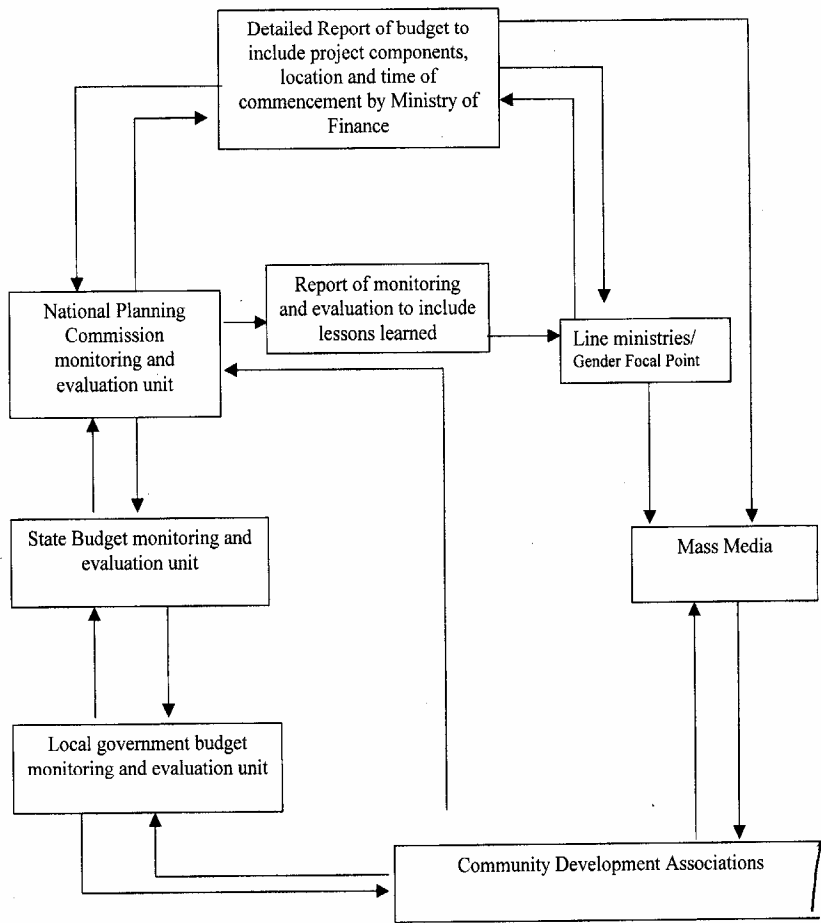 Detailed Report of budget to
include project components,
location and time of
commencement by Ministry of
Finance
National Planning
Commission
monitoring and
evaluation unit
Report of monitoring
and evaluation to include
lessons learned
Line ministries/
Gender Focal Point
State Budget monitoring and
evaluation unit
Mass Media
Local government budget
monitoring and evaluation unit
Community Development Associations